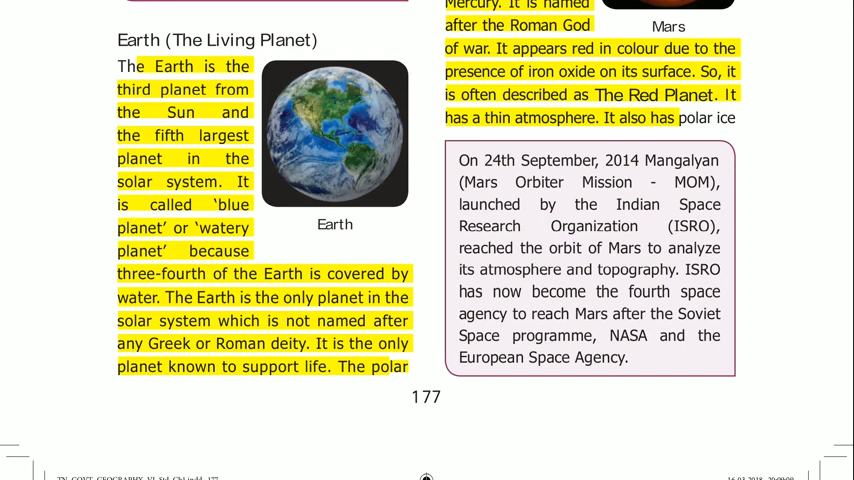 Earth (The Living Planet)
The Earth is the
third planet from
the Sun and
the fifth largest
planet in the
solar system. It
is called ‘blue
planet’ or ‘watery
planet’ because
Earth
three-fourth of the Earth is covered by
water. The Earth is the only planet in the
solar system which is not named after
any Greek or Roman deity. It is the only
planet known to support life. The polar
Mercury. It is named
after the Roman God
Mars
of war. It appears red in colour due to the
presence of iron oxide on its surface. So, it
is often described as The Red Planet. It
has a thin atmosphere. It also has polar ice
On 24th September, 2014 Mangalyan
(Mars Orbiter Mission - MOM),
launched by the Indian Space
Research Organization (ISRO),
reached the orbit of Mars to analyze
its atmosphere and topography. ISRO
has now become the fourth space
agency to reach Mars after the Soviet
Space programme, NASA and the
European Space Agency.
177